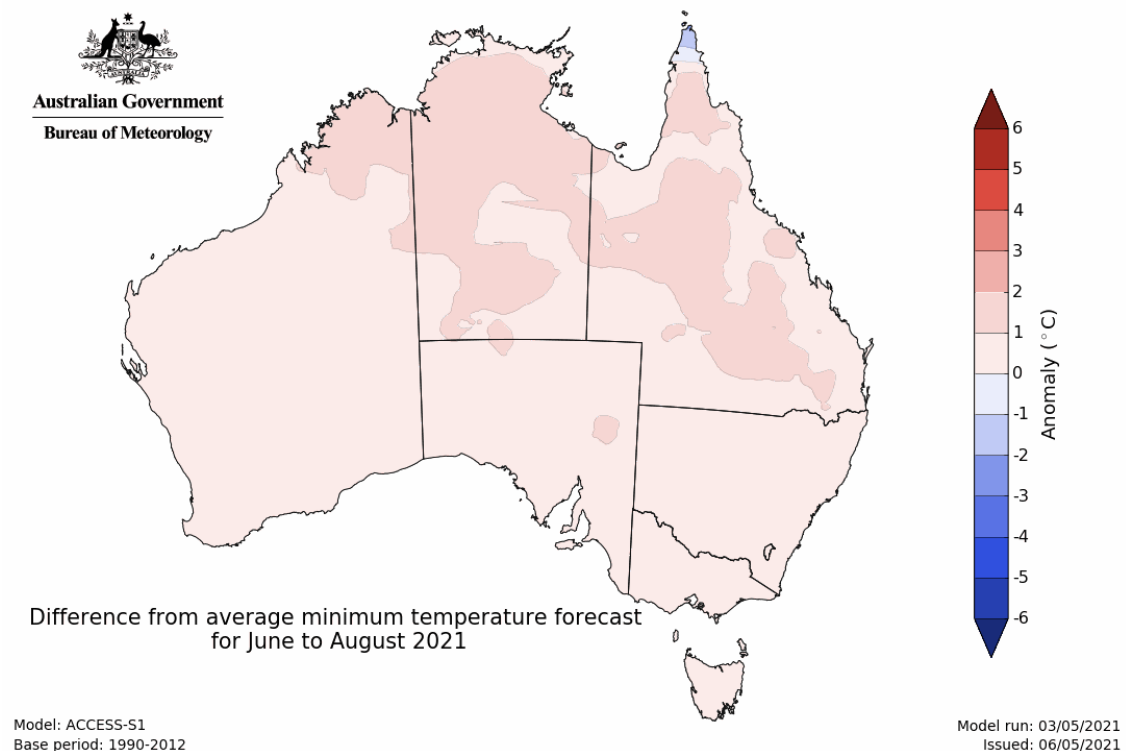 Australian Government
Bureau of Meteorology
6
5
4
3
2
1
0
-1
-2
-3
-4
-5
-6
Anomaly (°C)
Difference from average minimum temperature forecast
for June to August 2021
Model: ACCESS-S1
Base period: 1990-2012
Model run: 03/05/2021
Issued: 06/05/2021